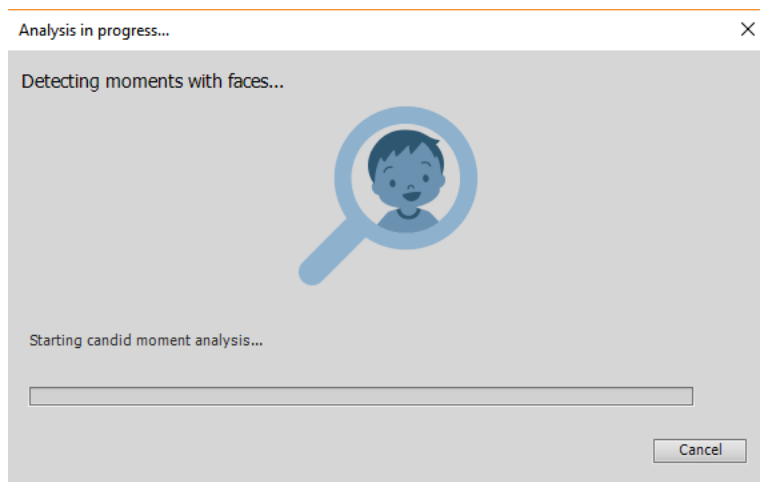 Analysis in progress...
Detecting moments with faces...
Starting candid moment analysis...
Cancel